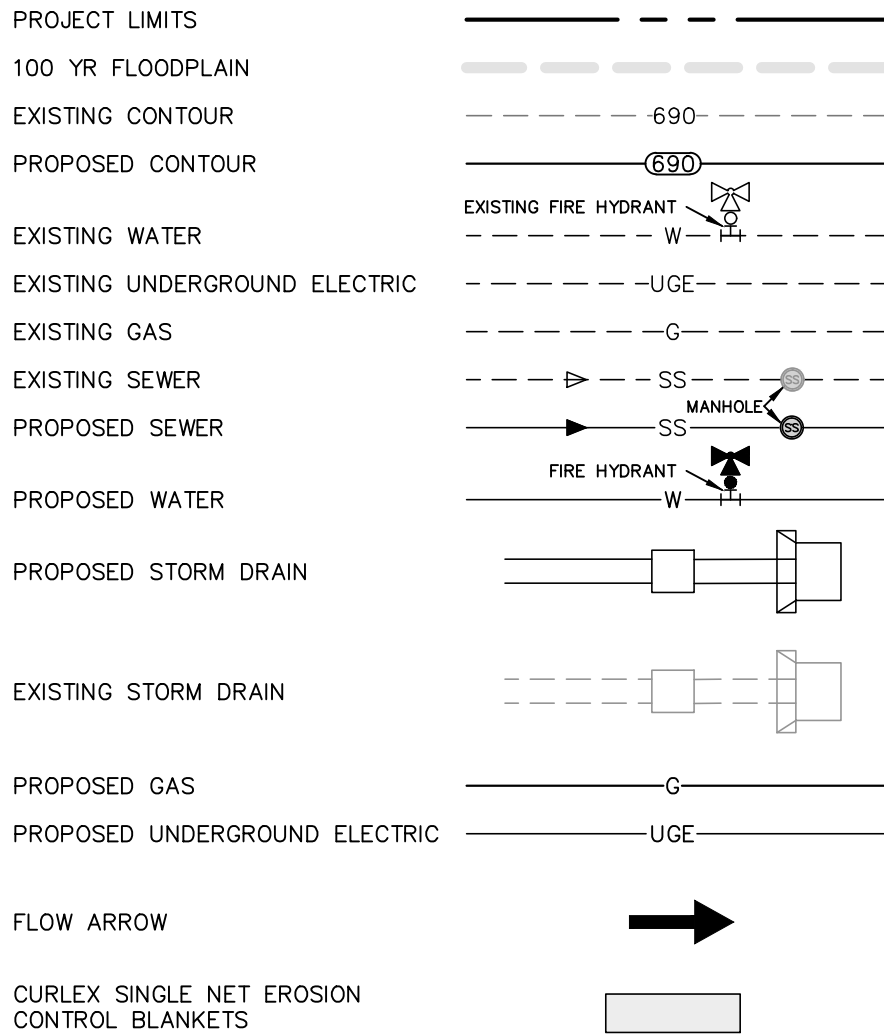 PROJECT LIMITS
100 YR FLOODPLAIN
EXISTING CONTOUR 690
PROPOSED CONTOUR 690
EXISTING FIRE HYDRANT
EXISTING WATER W
EXISTING UNDERGROUND ELECTRIC UGE
EXISTING GAS G
EXISTING SEWER SS SS
MANHOLE
PROPOSED SEWER SS SS
FIRE HYDRANT
PROPOSED WATER W
PROPOSED STORM DRAIN
EXISTING STORM DRAIN
PROPOSED GAS G
PROPOSED UNDERGROUND ELECTRIC UGE
FLOW ARROW
CURLEX SINGLE NET EROSION
CONTROL BLANKETS